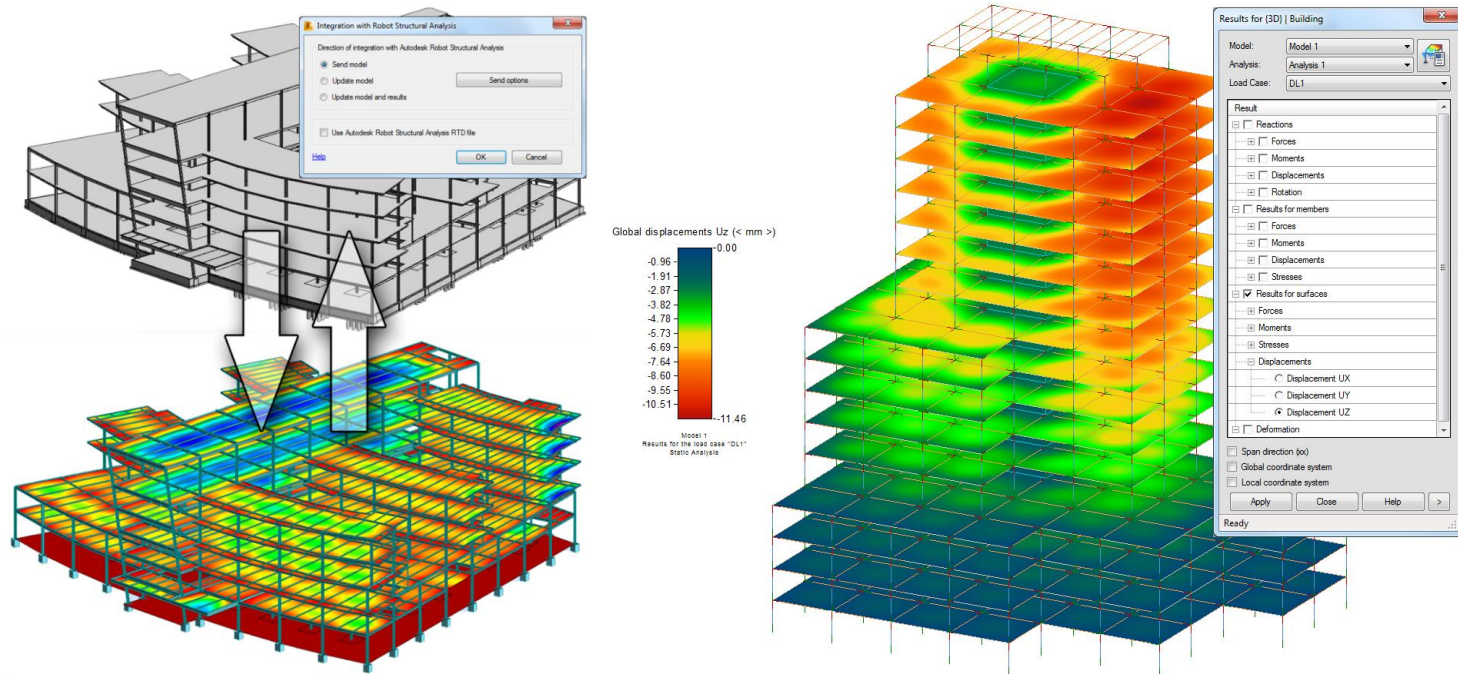 Integration with Robot Structural Analysis
Direction of integration with Autodesk Robot Structural Analysis
Send model
Update model
Update model and results
Send options
Use Autodesk Robot Structural Analysis RTD file
Help
OK
Cancel
Global displacements Uz (< mm >)
0.00
-0.96
-1.91
-2.87
-3.82
-4.78
-5.73
-6.69
-7.64
-8.60
-9.55
-10.51
-11.46
Model 1
Results for the load case "DL1"
Static Analysis
Results for {3D} | Building
Model: Model 1
Analysis: Analysis 1
Load Case: DL1
Result
Reactions
Forces
Moments
Displacements
Rotation
Results for members
Forces
Moments
Displacements
Stresses
Results for surfaces
Forces
Moments
Stresses
Displacements
Displacement UX
Displacement UY
Displacement UZ
Deformation
Span direction (xx)
Global coordinate system
Local coordinate system
Apply Close Help >
Ready